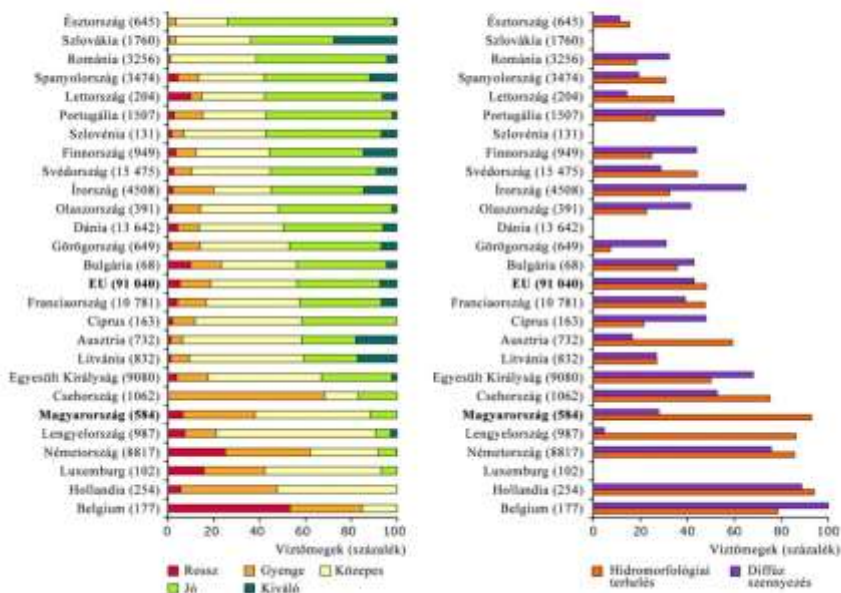 Észtország (645)
Szlovákia (1760)
Románia (3256)
Spanyolország (3474)
Lettország (204)
Portugália (1507)
Szlovénia (131)
Finnország (949)
Svédország (15 475)
Írország (4508)
Olaszország (391)
Dánia (13 642)
Görögország (649)
Bulgária (68)
EU (91 040)
Franciaország (10 781)
Ciprus (163)
Ausztria (732)
Litvánia (832)
Egyesült Királyság (9080)
Csehország (1062)
Magyarország (584)
Lengyelország (987)
Németország (8817)
Luxemburg (102)
Hollandia (254)
Belgium (177)
0 20 40 60 80 100
Víztömegek (százalék)
Rossz Gyenge Közepes
Jó Kiváló
Észtország (645)
Szlovákia (1760)
Románia (3256)
Spanyolország (3474)
Lettország (204)
Portugália (1507)
Szlovénia (131)
Finnország (949)
Svédország (15 475)
Írország (4508)
Olaszország (391)
Dánia (13 642)
Görögország (649)
Bulgária (68)
EU (91 040)
Franciaország (10 781)
Ciprus (163)
Ausztria (732)
Litvánia (832)
Egyesült Királyság (9080)
Csehország (1062)
Magyarország (584)
Lengyelország (987)
Németország (8817)
Luxemburg (102)
Hollandia (254)
Belgium (177)
0 20 40 60 80 100
Víztömegek (százalék)
Hidromorfológiai terhelés
Diffúz szennyezés